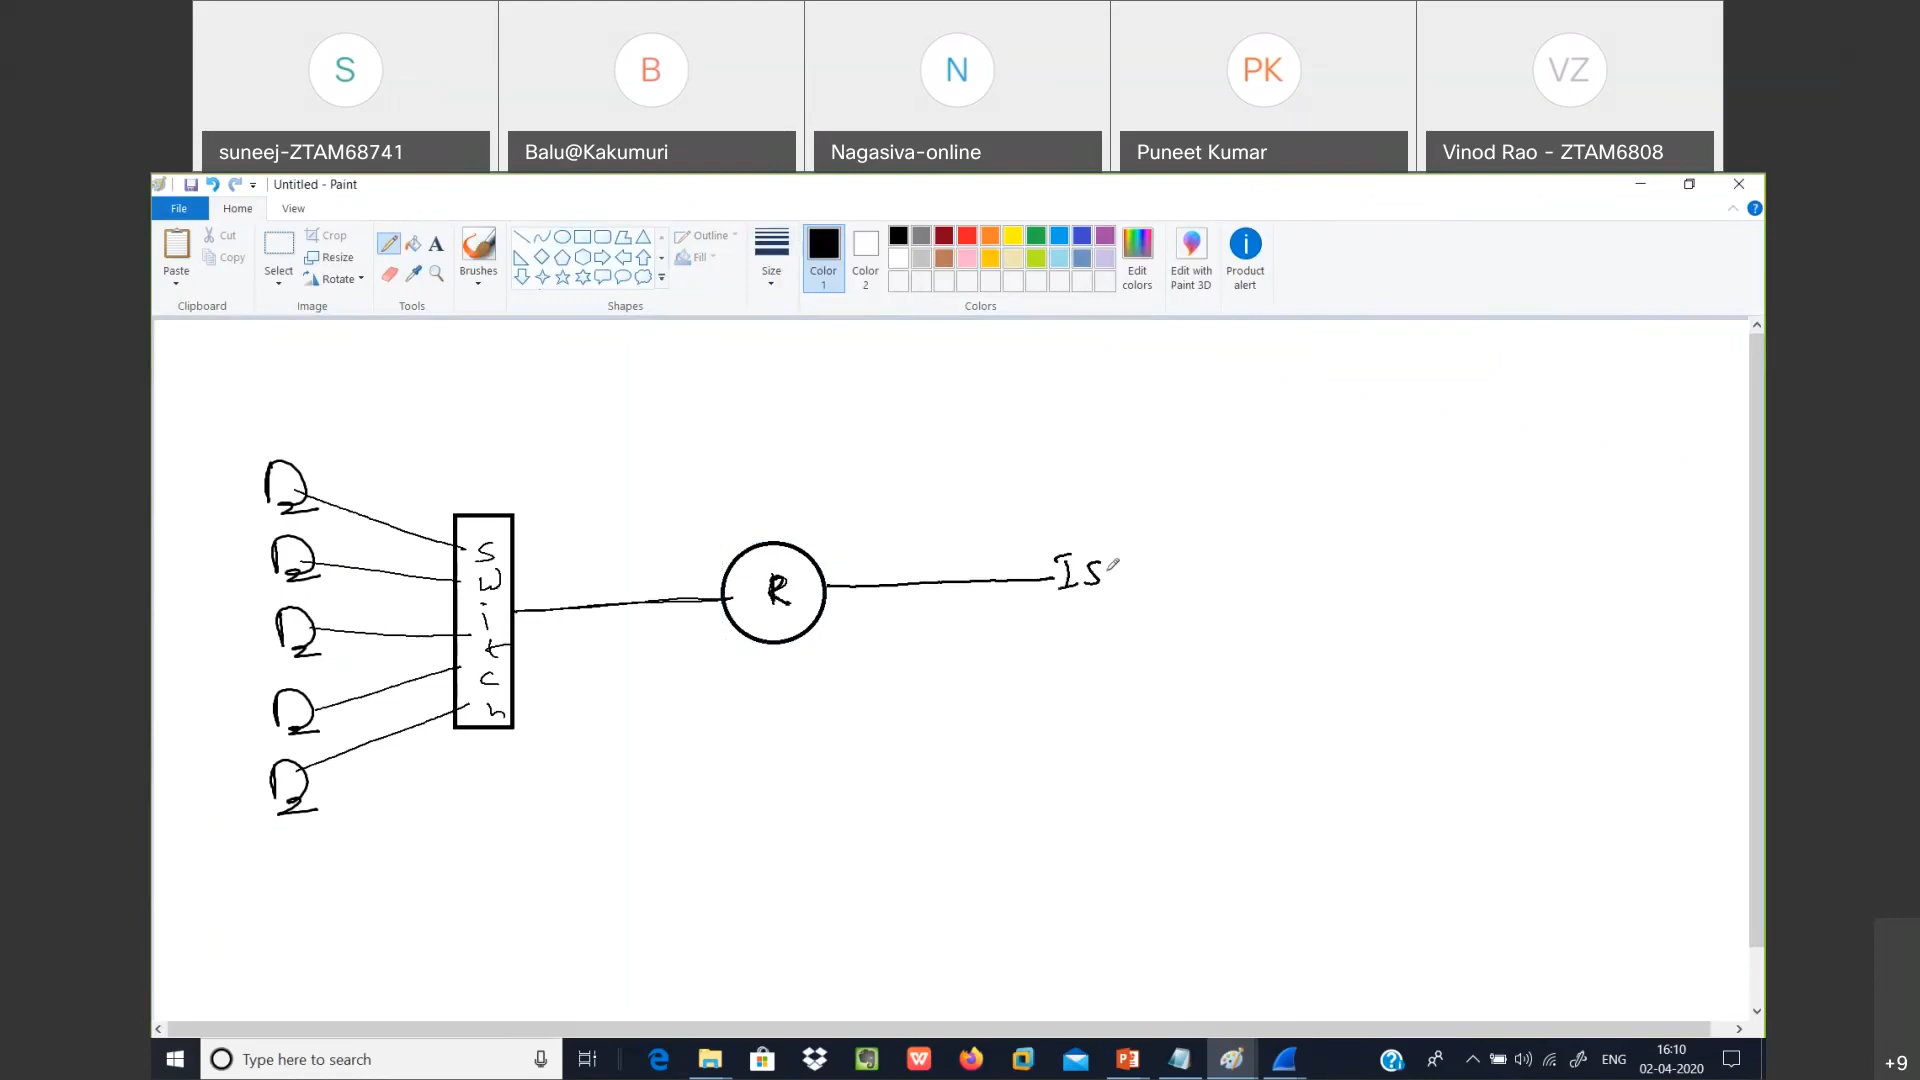 S
B
N
PK
VZ
suneej-ZTAM68741
Balu@Kakumuri
Nagasiva-online
Puneet Kumar
Vinod Rao - ZTAM6808
Untitled - Paint
File
Home
View
Paste
Cut
Copy
Clipboard
Select
Crop
Resize
Rotate
Image
A
Tools
Brushes
Shapes
Outline
Fill
Size
Color 1
Color 2
Colors
Edit colors
Edit with Paint 3D
Product alert
switch
R
IS
Type here to search
ENG
16:10
02-04-2020
+9